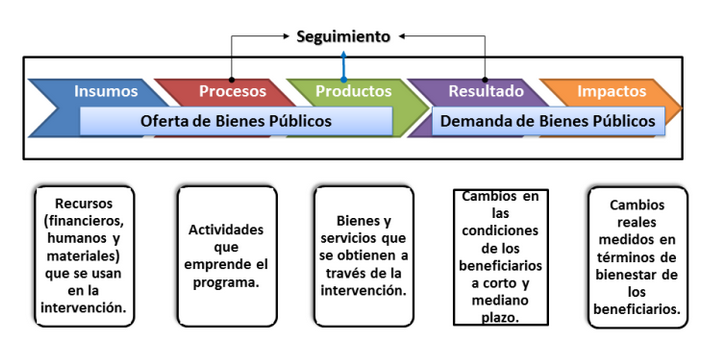 Seguimiento
Insumos
Procesos
Productos
Resultado
Impactos
Oferta de Bienes Públicos
Demanda de Bienes Públicos
Recursos
(financieros,
humanos y
materiales)
que se usan
en la
intervención.
Actividades
que
emprende el
programa.
Bienes y
servicios que
se obtienen a
través de la
intervención.
Cambios en
las
condiciones
de los
beneficiarios
a corto y
mediano
plazo.
Cambios
reales
medidos en
términos de
bienestar de
los
beneficiarios.